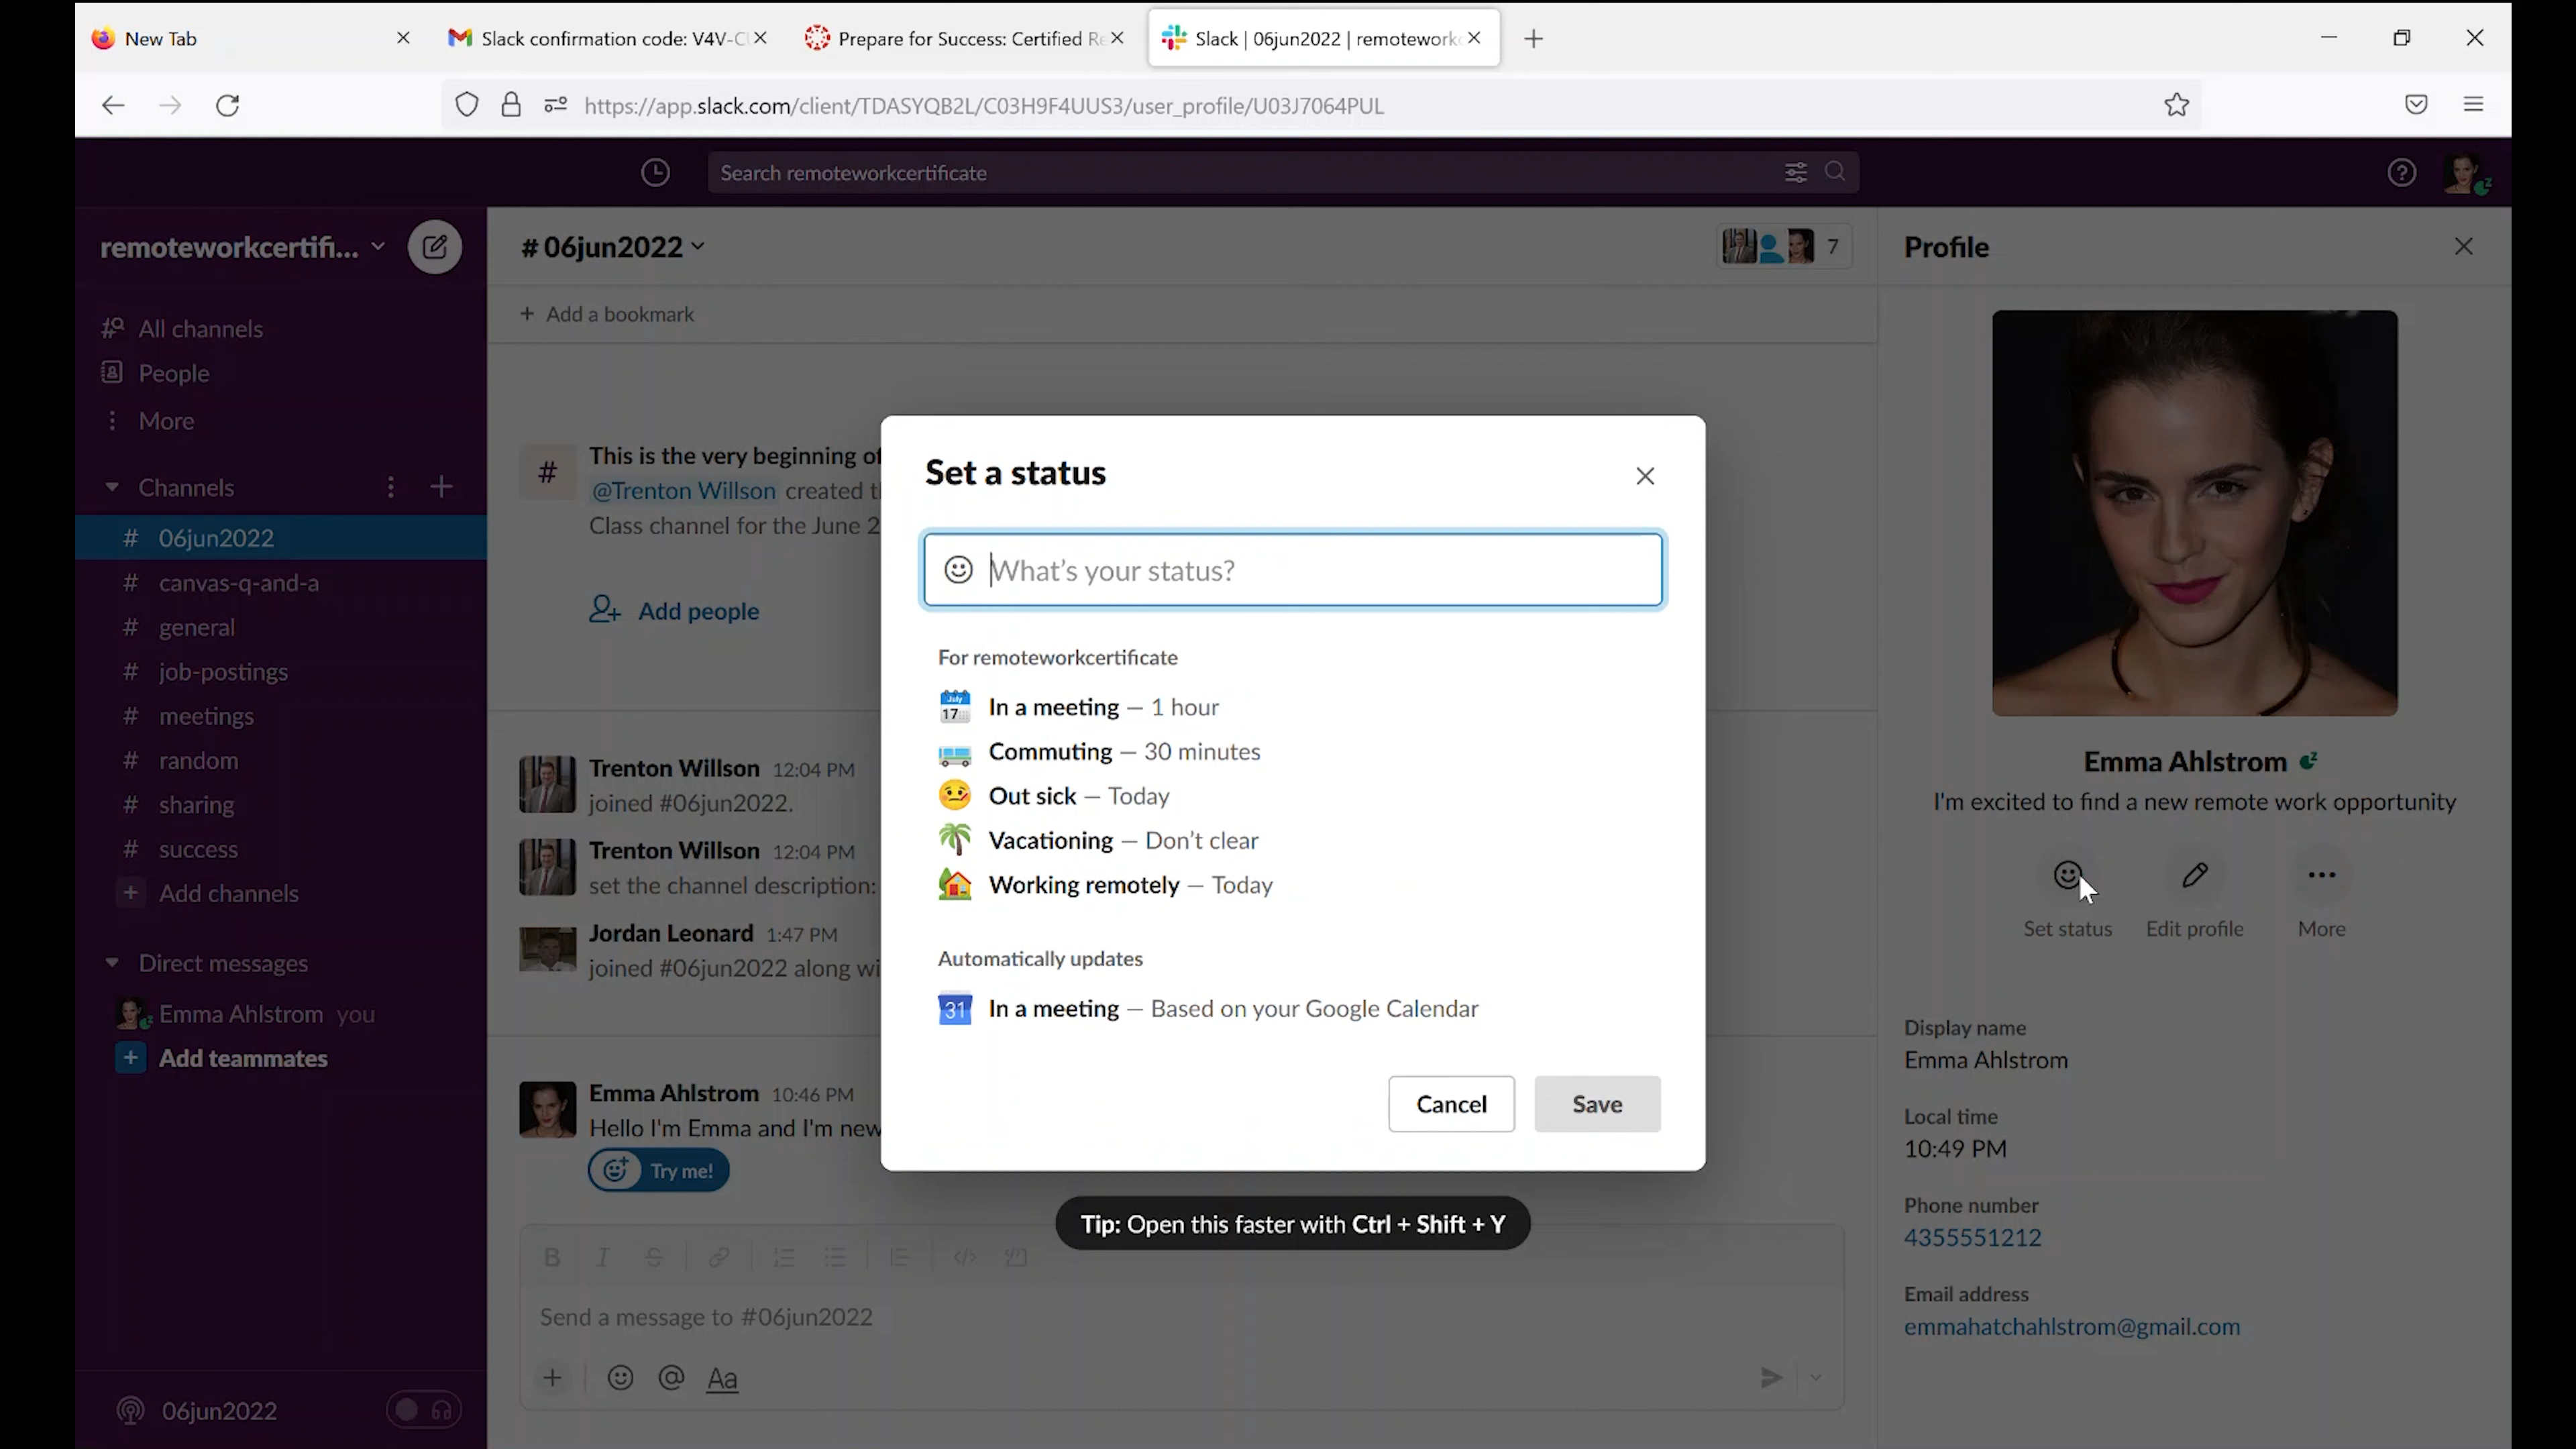 New Tab
Slack confirmation code: V4V-C
Prepare for Success: Certified Re
Slack | 06jun2022 | remotework
https://app.slack.com/client/TDASYQB2L/C03H9F4UUS3/user_profile/U03J7064PUL
Search remoteworkcertificate
remoteworkcertifi...
All channels
People
More
Channels
# 06jun2022
# canvas-q-and-a
# general
# job-postings
# meetings
# random
# sharing
# success
+ Add channels
Direct messages
Emma Ahlstrom you
+ Add teammates
06jun2022
# 06jun2022
7
+ Add a bookmark
# This is the very beginning of
@Trenton Willson created t
Class channel for the June 2
Add people
Trenton Willson 12:04 PM
joined #06jun2022.
Trenton Willson 12:04 PM
set the channel description:
Jordan Leonard 1:47 PM
joined #06jun2022 along wi
Emma Ahlstrom 10:46 PM
Hello I'm Emma and I'm new
Try me!
B I S
Send a message to #06jun2022
+ @ Aa
Set a status
What's your status?
For remoteworkcertificate
July 17 In a meeting — 1 hour
Commuting — 30 minutes
Out sick — Today
Vacationing — Don't clear
Working remotely — Today
Automatically updates
31 In a meeting — Based on your Google Calendar
Cancel Save
Tip: Open this faster with Ctrl + Shift + Y
Profile
Emma Ahlstrom
I'm excited to find a new remote work opportunity
Set status Edit profile More
Display name
Emma Ahlstrom
Local time
10:49 PM
Phone number
4355551212
Email address
emmahatchahlstrom@gmail.com